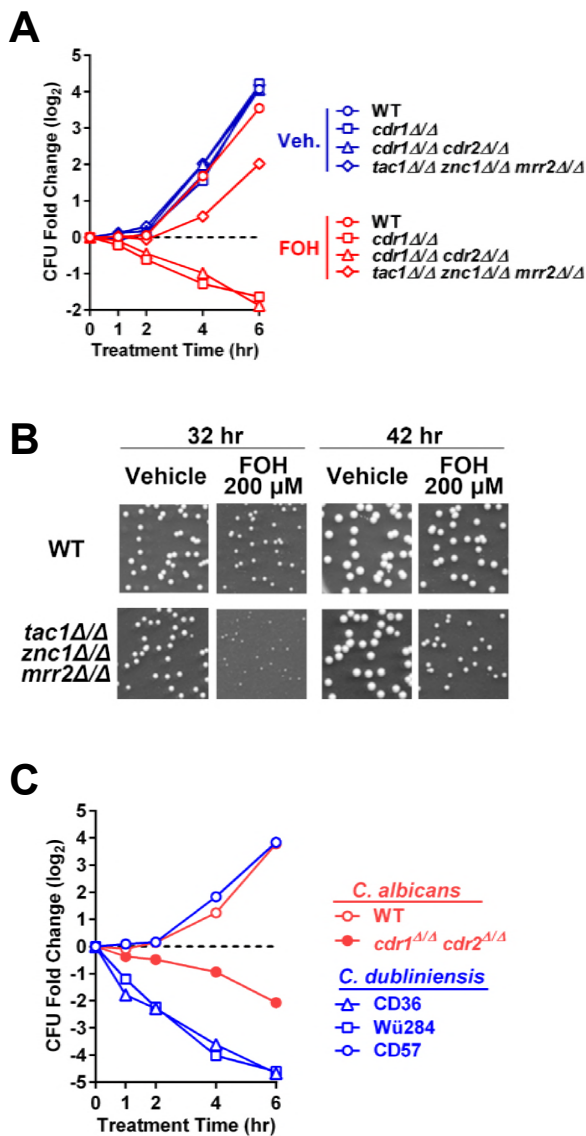 A
CFU Fold Change (log2)
5
4
3
2
1
0
-1
-2
0 1 2 4 6
Treatment Time (hr)
Veh.
WT
cdr1Δ/Δ
cdr1Δ/Δ cdr2Δ/Δ
tac1Δ/Δ znc1Δ/Δ mrr2Δ/Δ
FOH
WT
cdr1Δ/Δ
cdr1Δ/Δ cdr2Δ/Δ
tac1Δ/Δ znc1Δ/Δ mrr2Δ/Δ
B
32 hr 42 hr
Vehicle FOH 200 μM Vehicle FOH 200 μM
WT
tac1Δ/Δ
znc1Δ/Δ
mrr2Δ/Δ
C
CFU Fold Change (log2)
5
4
3
2
1
0
-1
-2
-3
-4
-5
0 1 2 4 6
Treatment Time (hr)
C. albicans
WT
cdr1Δ/Δ cdr2Δ/Δ
C. dubliniensis
CD36
Wü284
CD57